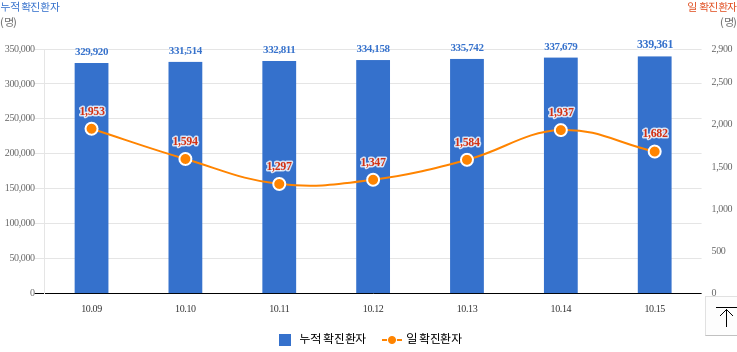 누적 확진환자 일 확진환자
(명) (명)
329,920 331,514 332,811 334,158 335,742 337,679 339,361
350,000 2,900
300,000 2,500
250,000 2,000
200,000 1,500
150,000 1,000
100,000 500
50,000
0 0
1,953 1,594 1,297 1,347 1,584 1,937 1,682
10.09 10.10 10.11 10.12 10.13 10.14 10.15
누적 확진환자 일 확진환자